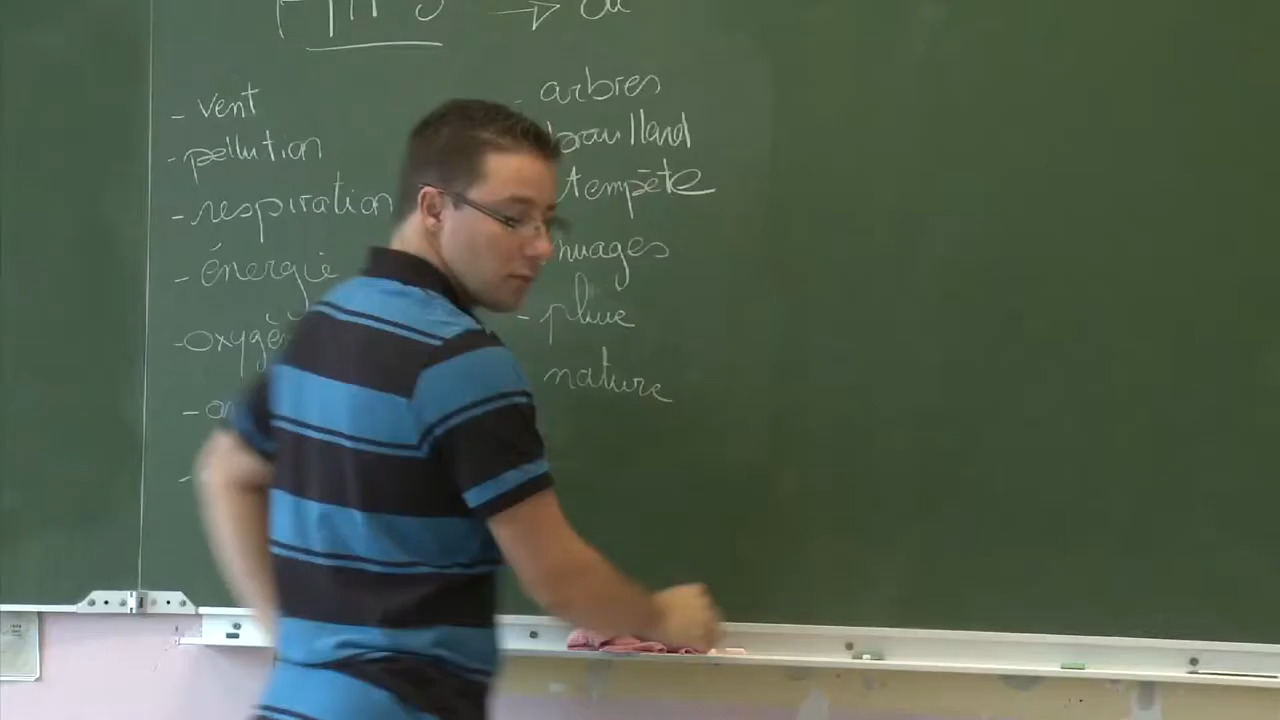 - vent
- pollution
- respiration
- énergie
- oxygè
- arbres
brouillard
tempête
nuages
- pluie
nature